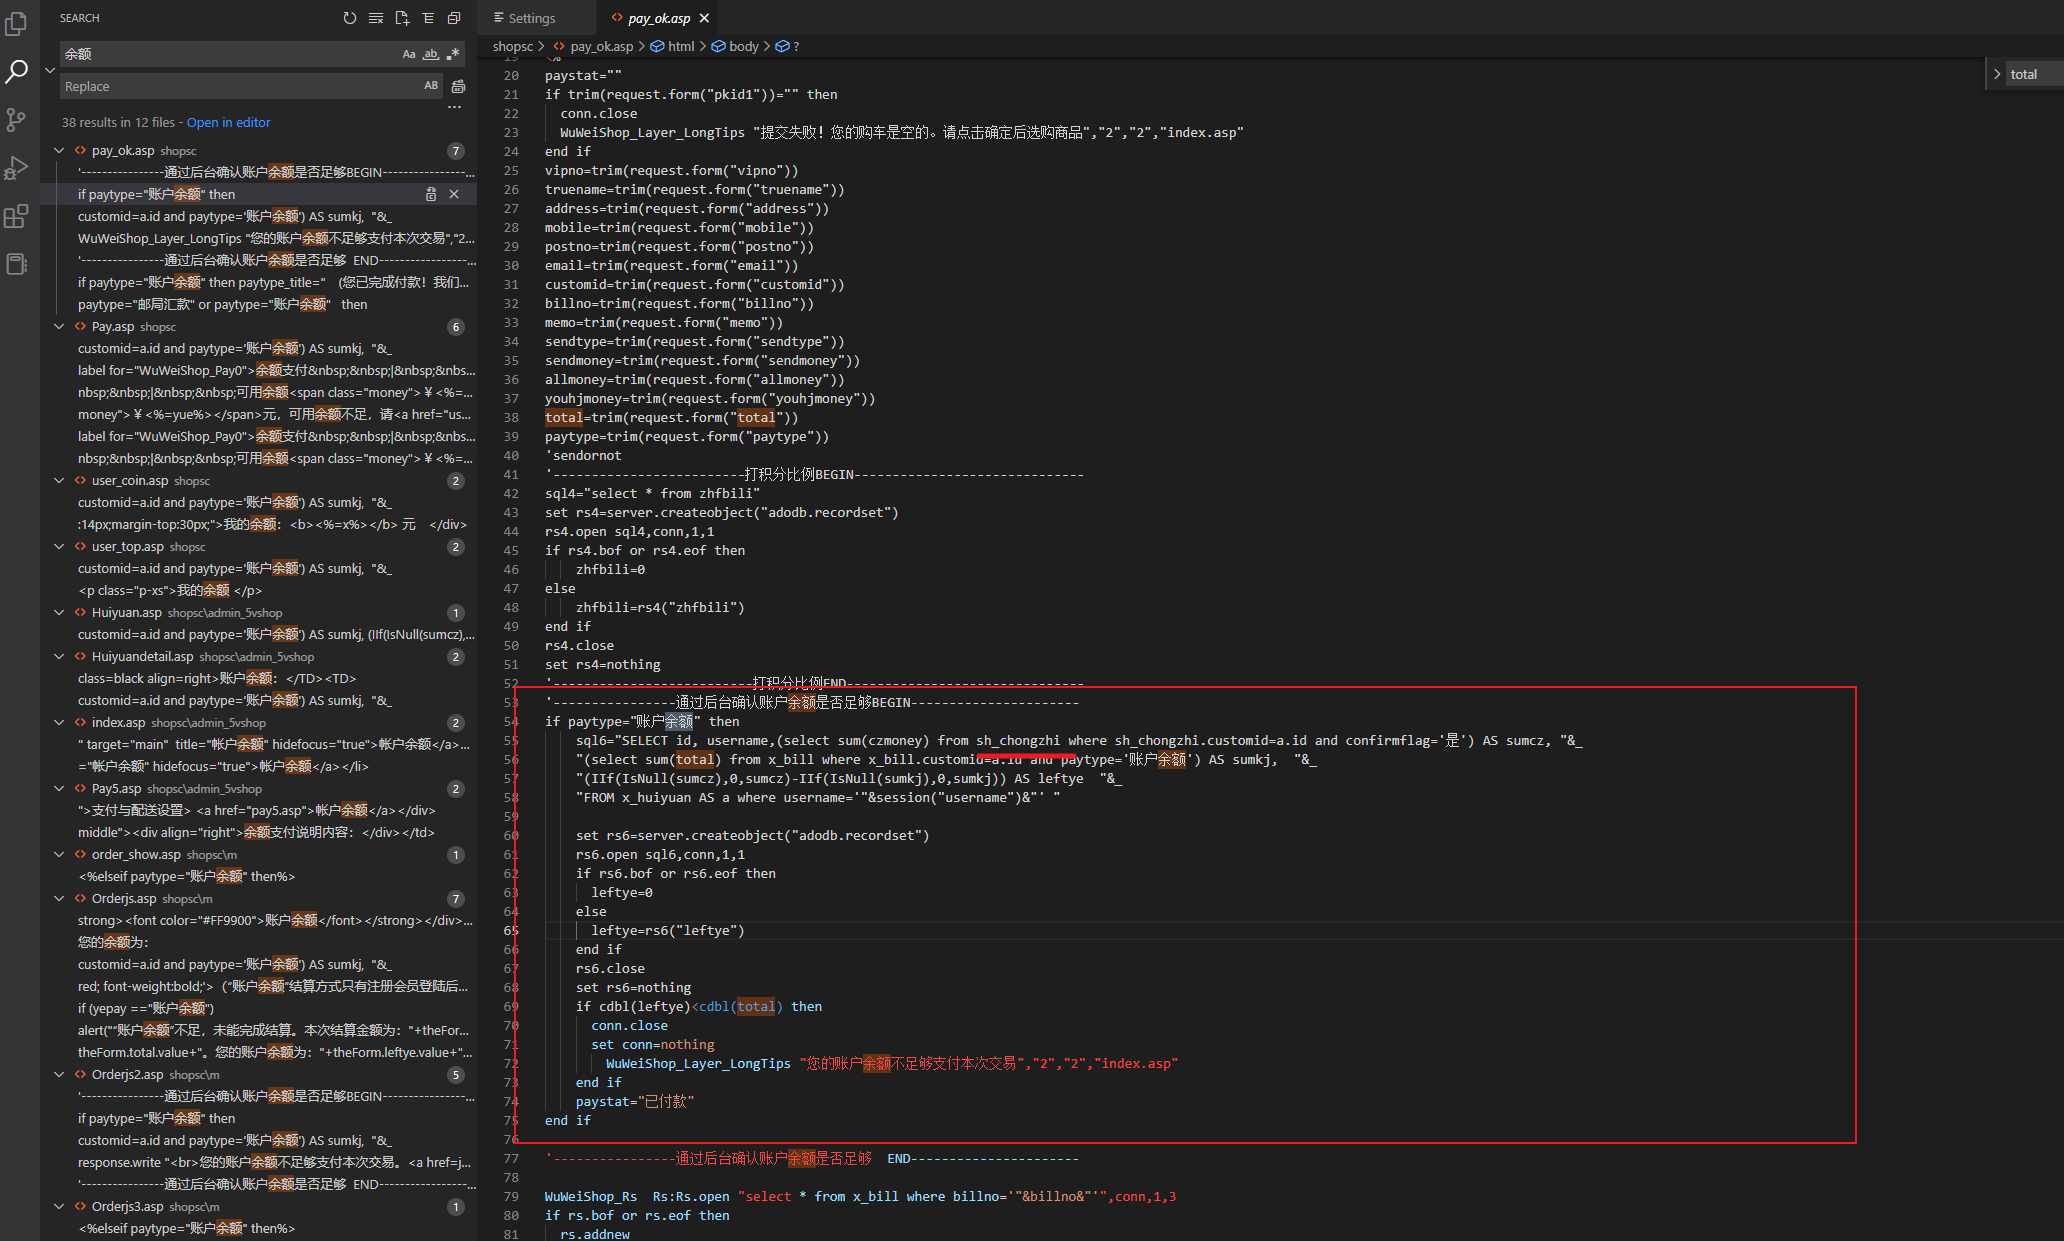 SEARCH
余额
Aa ab .*
Replace
AB
38 results in 12 files - Open in editor
pay_ok.asp shopsc 7
'----------------通过后台确认账户余额是否足够BEGIN----------------...
if paytype="账户余额" then
customid=a.id and paytype='账户余额') AS sumkj, "&_
WuWeiShop_Layer_LongTips "您的账户余额不足够支付本次交易","2...
'----------------通过后台确认账户余额是否足够 END-----------------...
if paytype="账户余额" then paytype_title=" (您已完成付款！我们...
paytype="邮局汇款" or paytype="账户余额" then
Pay.asp shopsc 6
customid=a.id and paytype='账户余额') AS sumkj, "&_
label for="WuWeiShop_Pay0">余额支付&nbsp;&nbsp;|&nbsp;&nbs...
nbsp;&nbsp;|&nbsp;&nbsp;可用余额<span class="money">￥<%=...
money">￥<%=yue%></span>元，可用余额不足，请<a href="us...
label for="WuWeiShop_Pay0">余额支付&nbsp;&nbsp;|&nbsp;&nbs...
nbsp;&nbsp;|&nbsp;&nbsp;可用余额<span class="money">￥<%=...
user_coin.asp shopsc 2
customid=a.id and paytype='账户余额') AS sumkj, "&_
:14px;margin-top:30px;">我的余额：<b><%=x%></b> 元 </div>
user_top.asp shopsc 2
customid=a.id and paytype='账户余额') AS sumkj, "&_
<p class="p-xs">我的余额 </p>
Huiyuan.asp shopsc\admin_5vshop 1
customid=a.id and paytype='账户余额') AS sumkj, (IIf(IsNull(sumcz),...
Huiyuandetail.asp shopsc\admin_5vshop 2
class=black align=right>账户余额：</TD><TD>
customid=a.id and paytype='账户余额') AS sumkj, "&_
index.asp shopsc\admin_5vshop 2
" target="main" title="帐户余额" hidefocus="true">帐户余额</a>...
="帐户余额" hidefocus="true">帐户余额</a></li>
Pay5.asp shopsc\admin_5vshop 2
">支付与配送设置> <a href="pay5.asp">帐户余额</a></div>
middle"><div align="right">余额支付说明内容：</div></td>
order_show.asp shopsc\m 1
<%elseif paytype="账户余额" then%>
Orderjs.asp shopsc\m 7
strong><font color="#FF9900">账户余额</font></strong></div>...
您的余额为：
customid=a.id and paytype='账户余额') AS sumkj, "&_
red; font-weight:bold;'>（“账户余额”结算方式只有注册会员登陆后...
if (yepay =="账户余额")
alert("“账户余额”不足，未能完成结算。本次结算金额为："+theFor...
theForm.total.value+"。您的账户余额为："+theForm.leftye.value+"...
Orderjs2.asp shopsc\m 5
'----------------通过后台确认账户余额是否足够BEGIN----------------...
if paytype="账户余额" then
customid=a.id and paytype='账户余额') AS sumkj, "&_
response.write "<br>您的账户余额不足够支付本次交易。<a href=j...
'----------------通过后台确认账户余额是否足够 END-----------------...
Orderjs3.asp shopsc\m 1
<%elseif paytype="账户余额" then%>
Settings
pay_ok.asp
shopsc > pay_ok.asp > html > body > ?
total
19 <%
20 paystat=""
21 if trim(request.form("pkid1"))="" then
22 conn.close
23 WuWeiShop_Layer_LongTips "提交失败！您的购车是空的。请点击确定后选购商品","2","2","index.asp"
24 end if
25 vipno=trim(request.form("vipno"))
26 truename=trim(request.form("truename"))
27 address=trim(request.form("address"))
28 mobile=trim(request.form("mobile"))
29 postno=trim(request.form("postno"))
30 email=trim(request.form("email"))
31 customid=trim(request.form("customid"))
32 billno=trim(request.form("billno"))
33 memo=trim(request.form("memo"))
34 sendtype=trim(request.form("sendtype"))
35 sendmoney=trim(request.form("sendmoney"))
36 allmoney=trim(request.form("allmoney"))
37 youhjmoney=trim(request.form("youhjmoney"))
38 total=trim(request.form("total"))
39 paytype=trim(request.form("paytype"))
40 'sendornot
41 '-------------------------打积分比例BEGIN------------------------------
42 sql4="select * from zhfbili"
43 set rs4=server.createobject("adodb.recordset")
44 rs4.open sql4,conn,1,1
45 if rs4.bof or rs4.eof then
46 zhfbili=0
47 else
48 zhfbili=rs4("zhfbili")
49 end if
50 rs4.close
51 set rs4=nothing
52 '--------------------------打积分比例END-------------------------------
53 '----------------通过后台确认账户余额是否足够BEGIN----------------------
54 if paytype="账户余额" then
55 sql6="SELECT id, username,(select sum(czmoney) from sh_chongzhi where sh_chongzhi.customid=a.id and confirmflag='是') AS sumcz, "&_
56 "(select sum(total) from x_bill where x_bill.customid=a.id and paytype='账户余额') AS sumkj, "&_
57 "(IIf(IsNull(sumcz),0,sumcz)-IIf(IsNull(sumkj),0,sumkj)) AS leftye "&_
58 "FROM x_huiyuan AS a where username='"&session("username")&"' "
59
60 set rs6=server.createobject("adodb.recordset")
61 rs6.open sql6,conn,1,1
62 if rs6.bof or rs6.eof then
63 leftye=0
64 else
65 leftye=rs6("leftye")
66 end if
67 rs6.close
68 set rs6=nothing
69 if cdbl(leftye)<cdbl(total) then
70 conn.close
71 set conn=nothing
72 WuWeiShop_Layer_LongTips "您的账户余额不足够支付本次交易","2","2","index.asp"
73 end if
74 paystat="已付款"
75 end if
76
77 '----------------通过后台确认账户余额是否足够 END----------------------
78
79 WuWeiShop_Rs Rs:Rs.open "select * from x_bill where billno='"&billno&"'",conn,1,3
80 if rs.bof or rs.eof then
81 rs.addnew